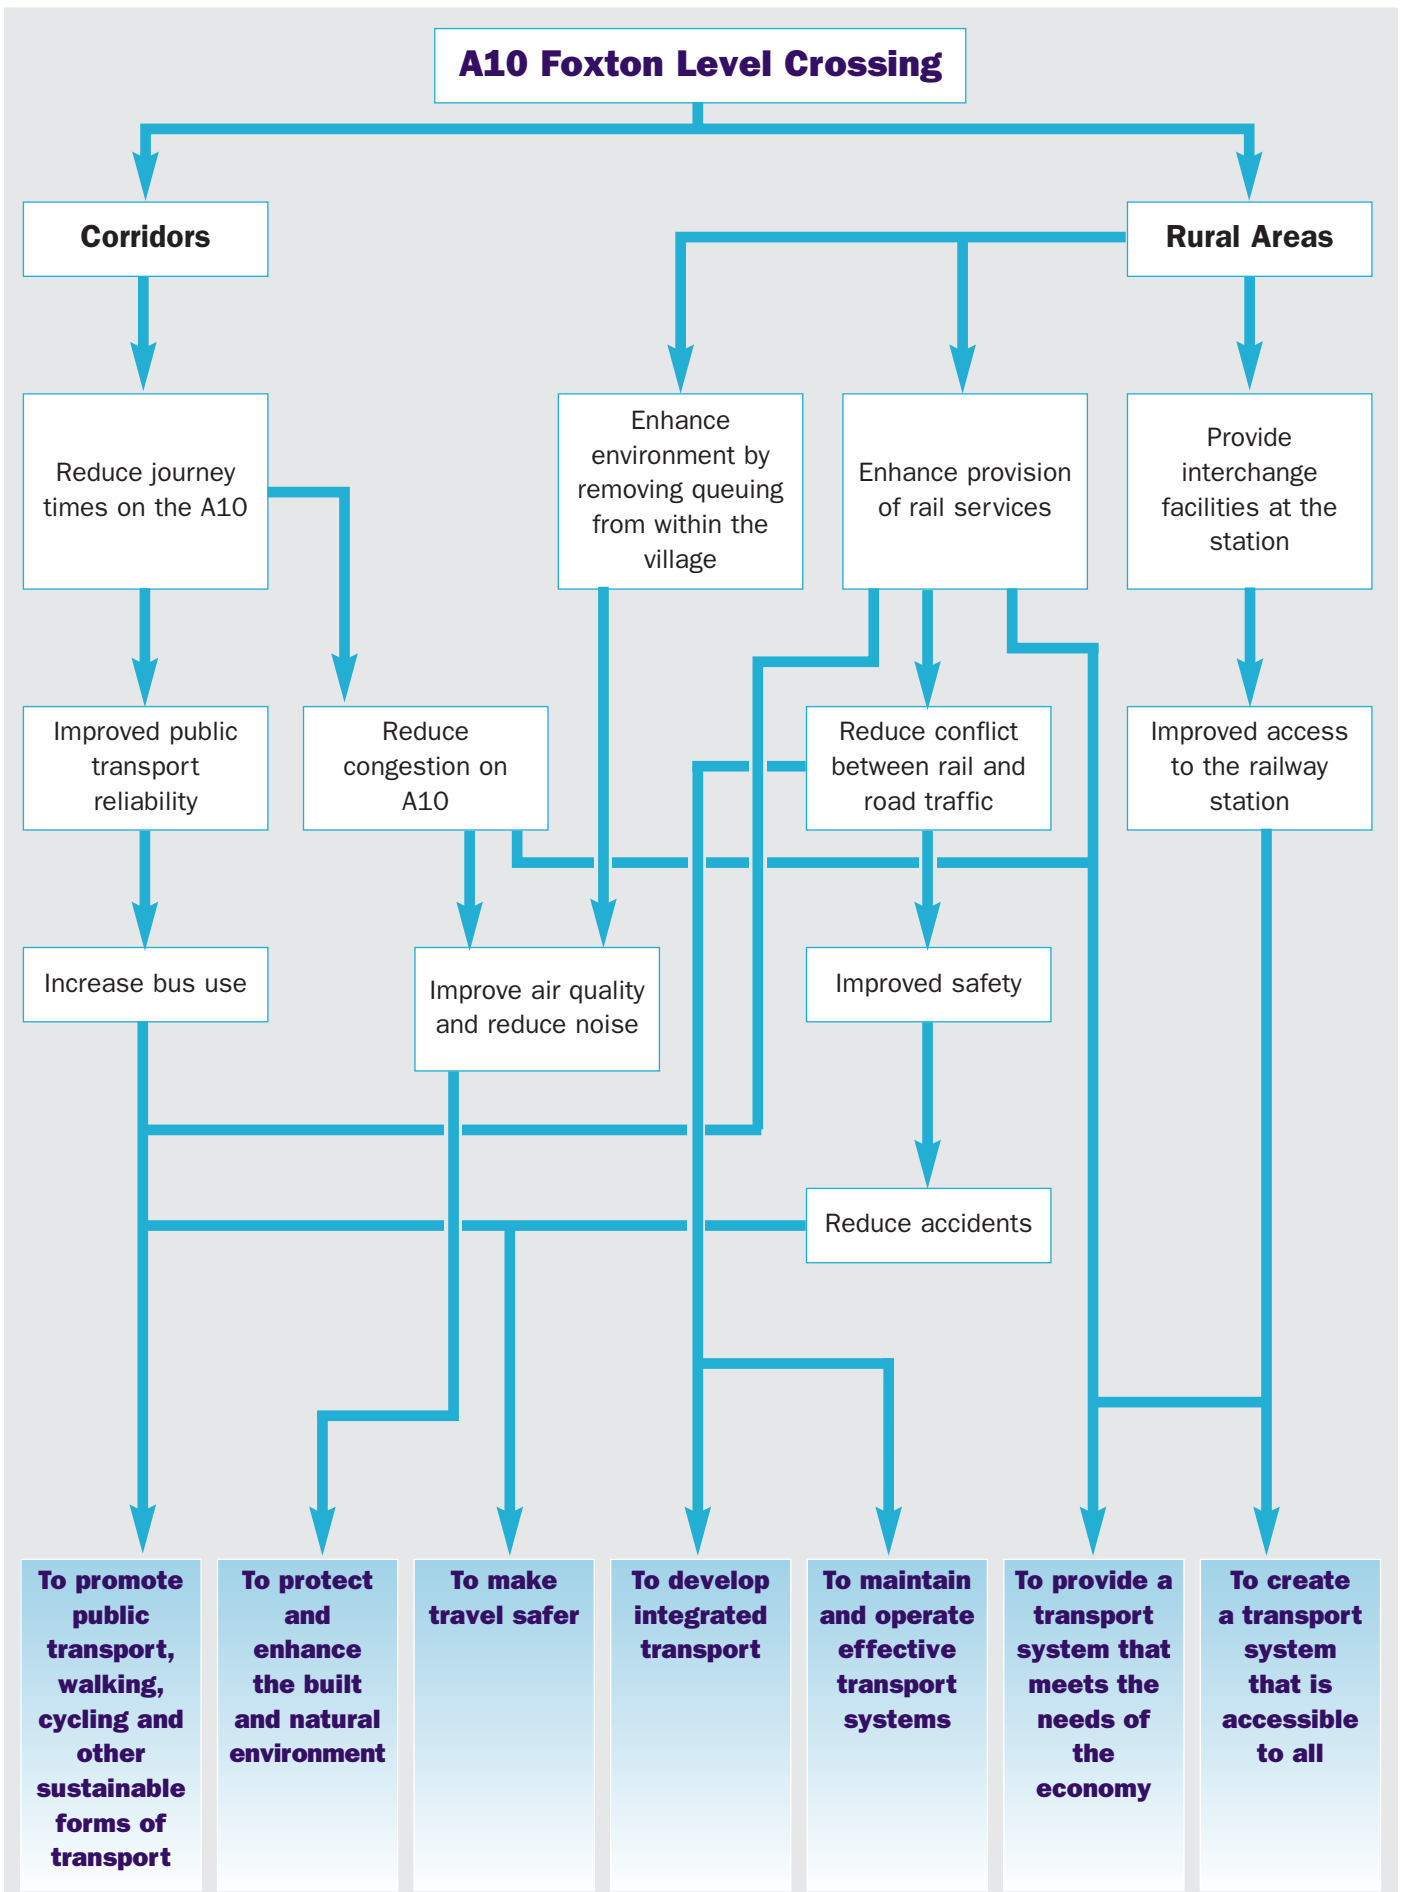 A10 Foxton Level Crossing
Corridors
Rural Areas
Reduce journey
times on the A10
Enhance
environment by
removing queuing
from within the
village
Enhance provision
of rail services
Provide
interchange
facilities at the
station
Improved public
transport
reliability
Reduce
congestion on
A10
Reduce conflict
between rail and
road traffic
Improved access
to the railway
station
Increase bus use
Improve air quality
and reduce noise
Improved safety
Reduce accidents
To promote
public
transport,
walking,
cycling and
other
sustainable
forms of
transport
To protect
and
enhance
the built
and natural
environment
To make
travel safer
To develop
integrated
transport
To maintain
and operate
effective
transport
systems
To provide a
transport
system that
meets the
needs of
the
economy
To create
a transport
system
that is
accessible
to all